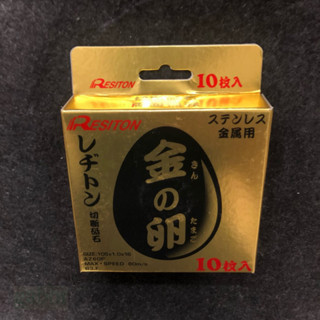 RESITON
10枚入
RESITON
ステンレス
金属用
レヂトン
切断砥石
金の卵
きん
たまご
10枚入